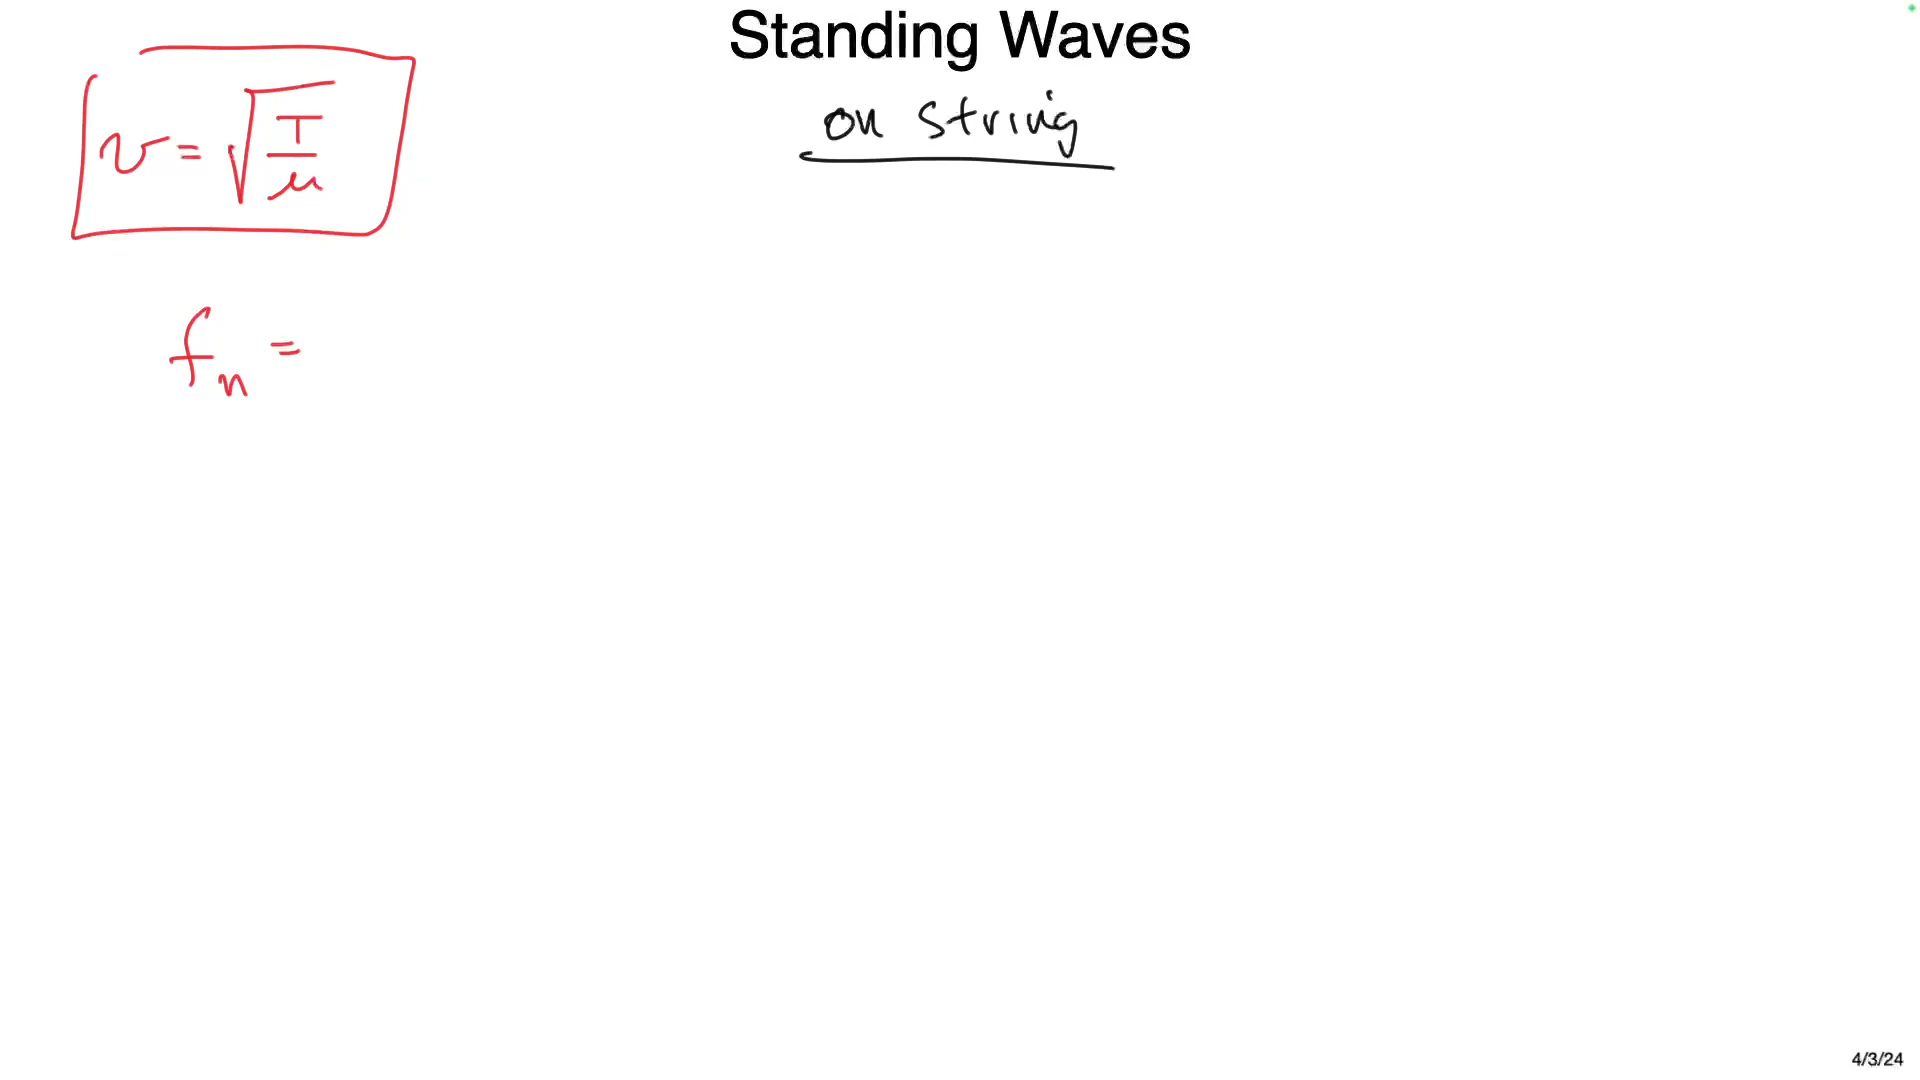 Standing Waves
on string
v = √(T/μ)
fₙ =
4/3/24